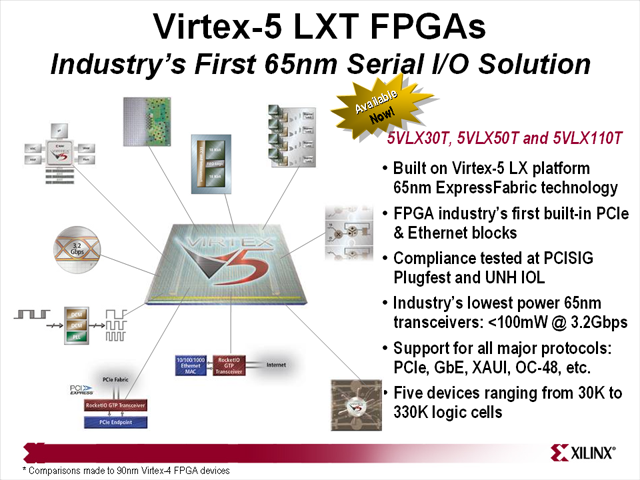 Virtex-5 LXT FPGAs
Industry's First 65nm Serial I/O Solution
Available
Now!
5VLX30T, 5VLX50T and 5VLX110T
• Built on Virtex-5 LX platform
65nm ExpressFabric technology
• FPGA industry's first built-in PCIe
& Ethernet blocks
• Compliance tested at PCISIG
Plugfest and UNH IOL
• Industry's lowest power 65nm
transceivers: <100mW @ 3.2Gbps
• Support for all major protocols:
PCIe, GbE, XAUI, OC-48, etc.
• Five devices ranging from 30K to
330K logic cells
VIRTEX
5
3.2
Gbps
DCM
DCM
PLL
PCIe Fabric
PCI
EXPRESS
RocketIO GTP Transceiver
PCIe Endpoint
10/100/1000
Ethernet
MAC
RocketIO
GTP
Transceiver
Internet
XILINX®
* Comparisons made to 90nm Virtex-4 FPGA devices